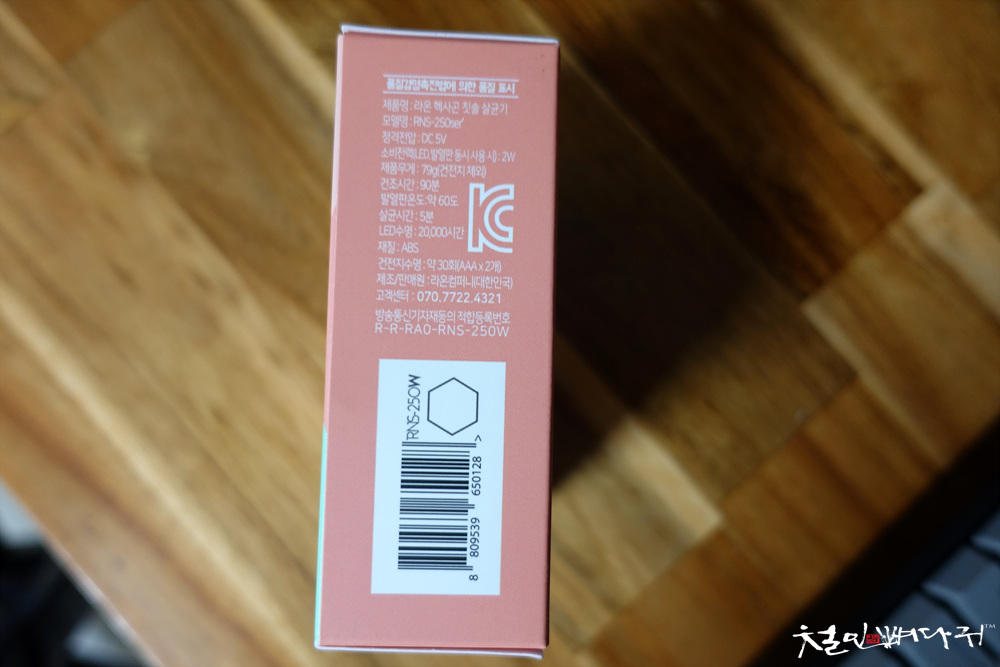 품질경영촉진법에 의한 품질 표시
제품명 : 라온 헥사곤 칫솔 살균기
모델명 : RNS-250ser'
정격전압 : DC 5V
소비전력(LED,발열판 동시 사용 시) : 2W
제품무게 : 79g(건전지 제외)
건조시간 : 90분
발열판온도:약 60도
살균시간 : 5분
LED수명 : 20,000시간
재질 : ABS
건전지수명 : 약 30회(AAA x 2개)
제조/판매원 : 라온컴퍼니(대한민국)
고객센터 : 070.7722.4321
방송통신기자재등의 적합등록번호
R-R-RA0-RNS-250W
RNS-250W
8 809539 650128 >